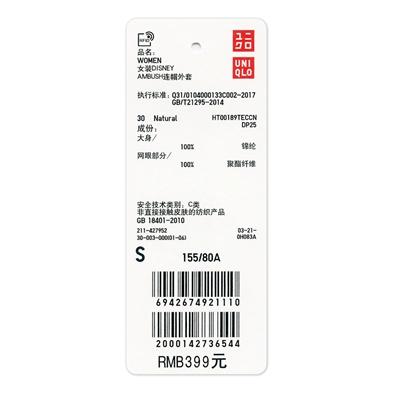 RFID
品名:
WOMEN
女装DISNEY
AMBUSH连帽外套
ユニ
クロ
UNI
QLO
执行标准: Q31/0104000133C002-2017
GB/T21295-2014
30 Natural HT00189TECCN
成份: DP25
大身/
100% 锦纶
网眼部分/
100% 聚酯纤维
安全技术类别: C类
非直接接触皮肤的纺织产品
GB 18401-2010
211-427952 03-21-
30-003-000(01-06) 0H083A
S 155/80A
6942674921110
2000142736544
RMB399元